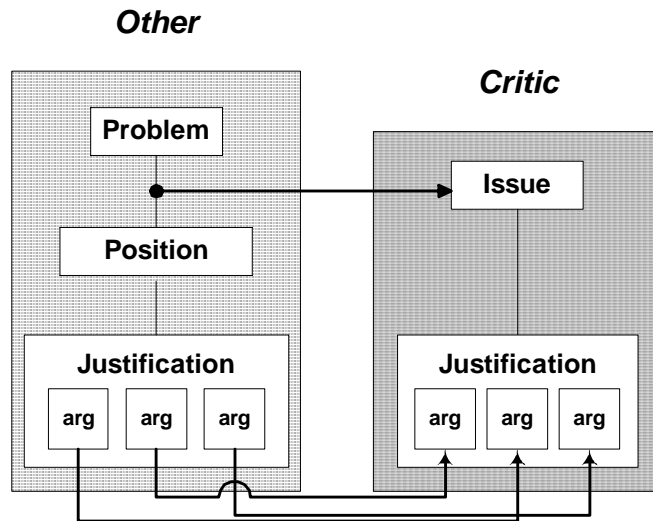 Other
Critic
Problem
Issue
Position
Justification
arg arg arg
Justification
arg arg arg